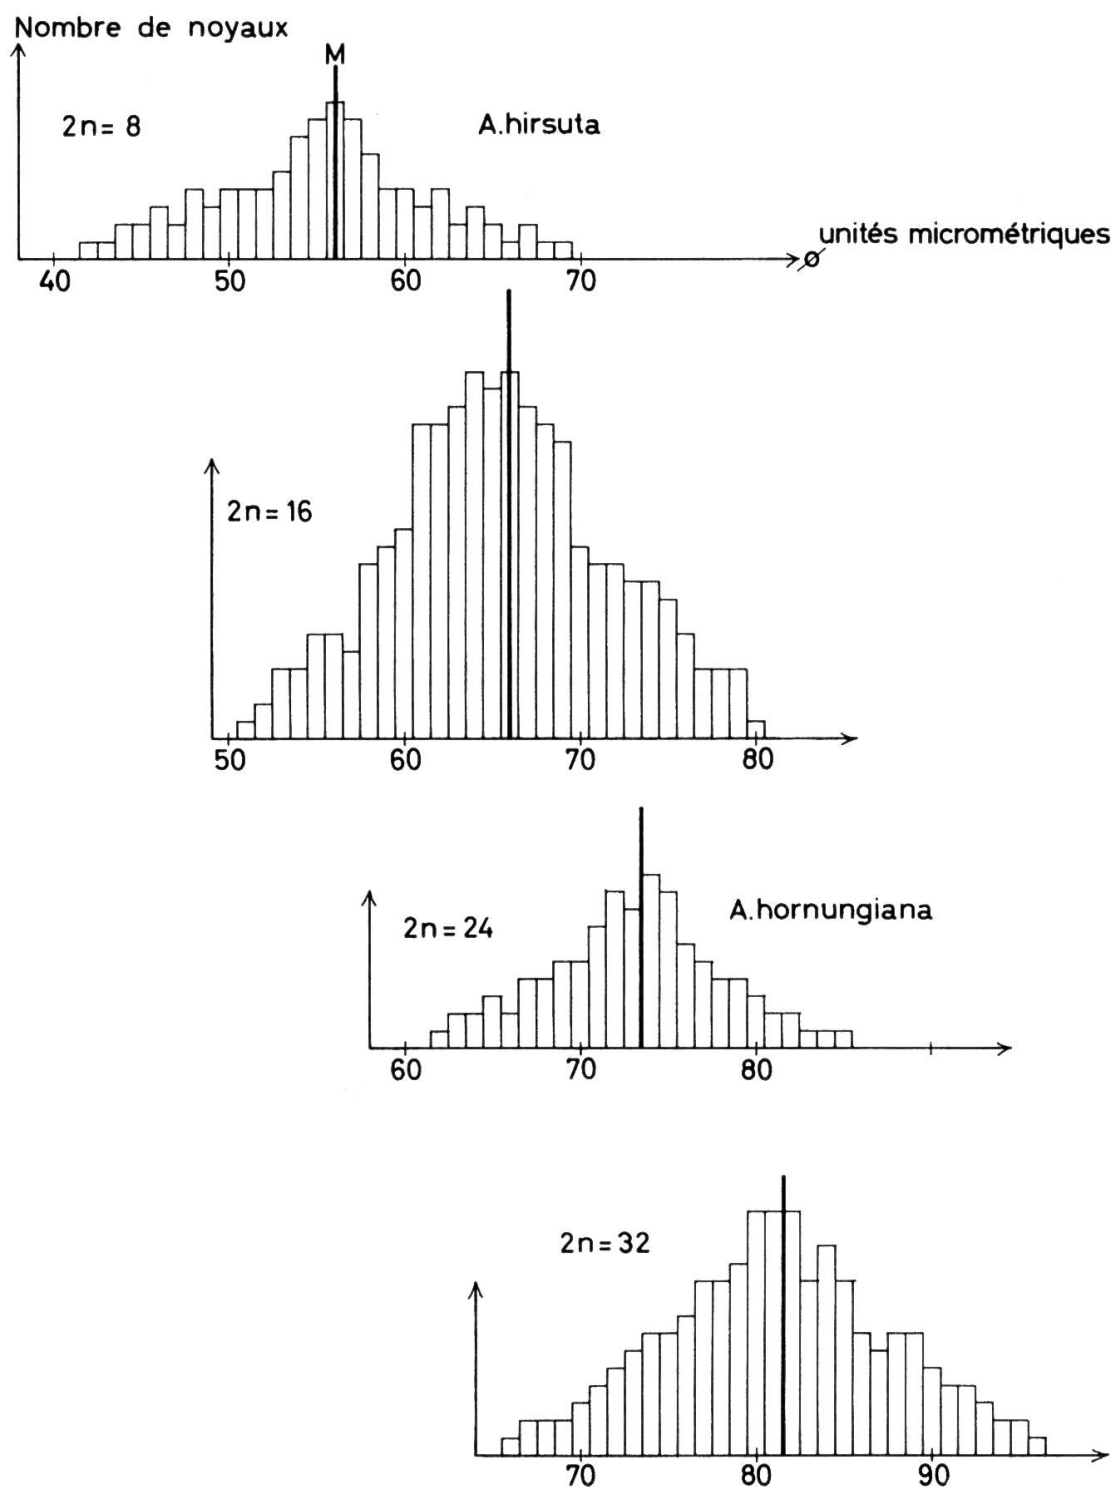 Nombre de noyaux
M
2n= 8
A.hirsuta
unités micrométriques
ø
40 50 60 70
2n= 16
50 60 70 80
2n= 24
A.hornungiana
60 70 80
2n= 32
70 80 90